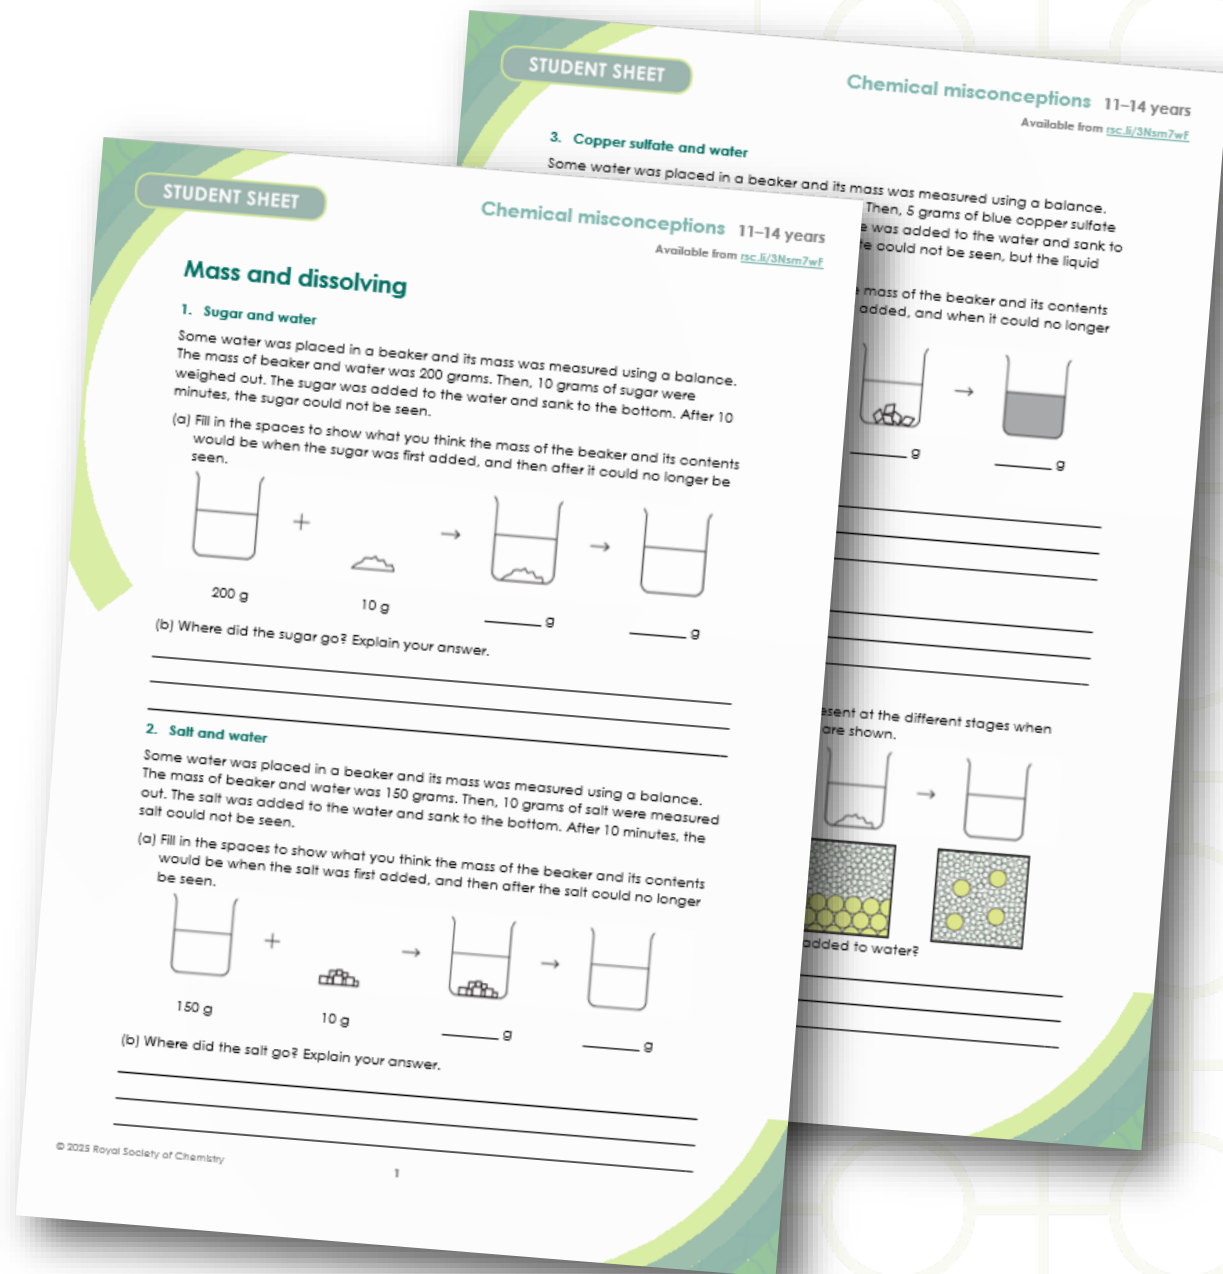 STUDENT SHEET
Chemical misconceptions 11–14 years
Available from rsc.li/3Nsm7wF
Mass and dissolving
1. Sugar and water
Some water was placed in a beaker and its mass was measured using a balance.
The mass of beaker and water was 200 grams. Then, 10 grams of sugar were
weighed out. The sugar was added to the water and sank to the bottom. After 10
minutes, the sugar could not be seen.
(a) Fill in the spaces to show what you think the mass of the beaker and its contents
would be when the sugar was first added, and then after it could no longer be
seen.
+ → →
200 g 10 g ______ g ______ g
(b) Where did the sugar go? Explain your answer.
2. Salt and water
Some water was placed in a beaker and its mass was measured using a balance.
The mass of beaker and water was 150 grams. Then, 10 grams of salt were measured
out. The salt was added to the water and sank to the bottom. After 10 minutes, the
salt could not be seen.
(a) Fill in the spaces to show what you think the mass of the beaker and its contents
would be when the salt was first added, and then after the salt could no longer
be seen.
+ → →
150 g 10 g ______ g ______ g
(b) Where did the salt go? Explain your answer.
© 2025 Royal Society of Chemistry
1
STUDENT SHEET
Chemical misconceptions 11–14 years
Available from rsc.li/3Nsm7wF
3. Copper sulfate and water
Some water was placed in a beaker and its mass was measured using a balance.
Then, 5 grams of blue copper sulfate
was added to the water and sank to
could not be seen, but the liquid
mass of the beaker and its contents
added, and when it could no longer
→
______ g ______ g
at the different stages when
are shown.
→
added to water?